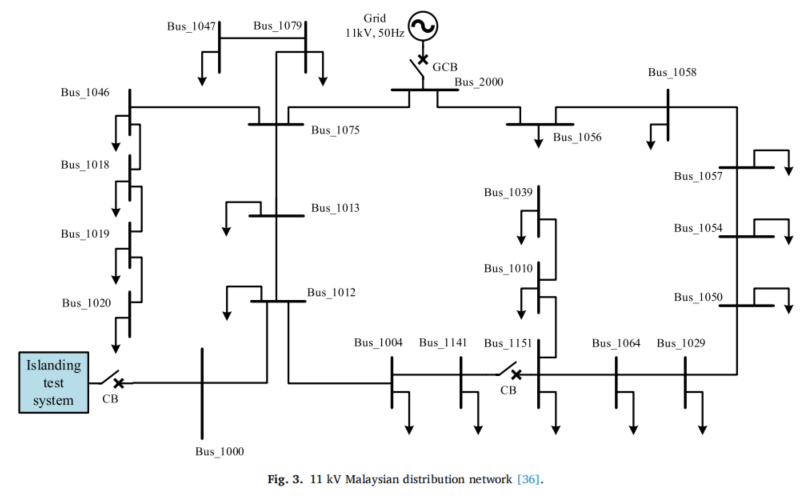 Grid
11kV, 50Hz
GCB
Bus_2000
Bus_1047
Bus_1079
Bus_1058
Bus_1046
Bus_1075
Bus_1056
Bus_1018
Bus_1057
Bus_1039
Bus_1013
Bus_1019
Bus_1054
Bus_1010
Bus_1020
Bus_1012
Bus_1050
Bus_1004
Bus_1141
Bus_1151
Bus_1064
Bus_1029
Islanding
test
system
CB
CB
Bus_1000
Fig. 3. 11 kV Malaysian distribution network [36].